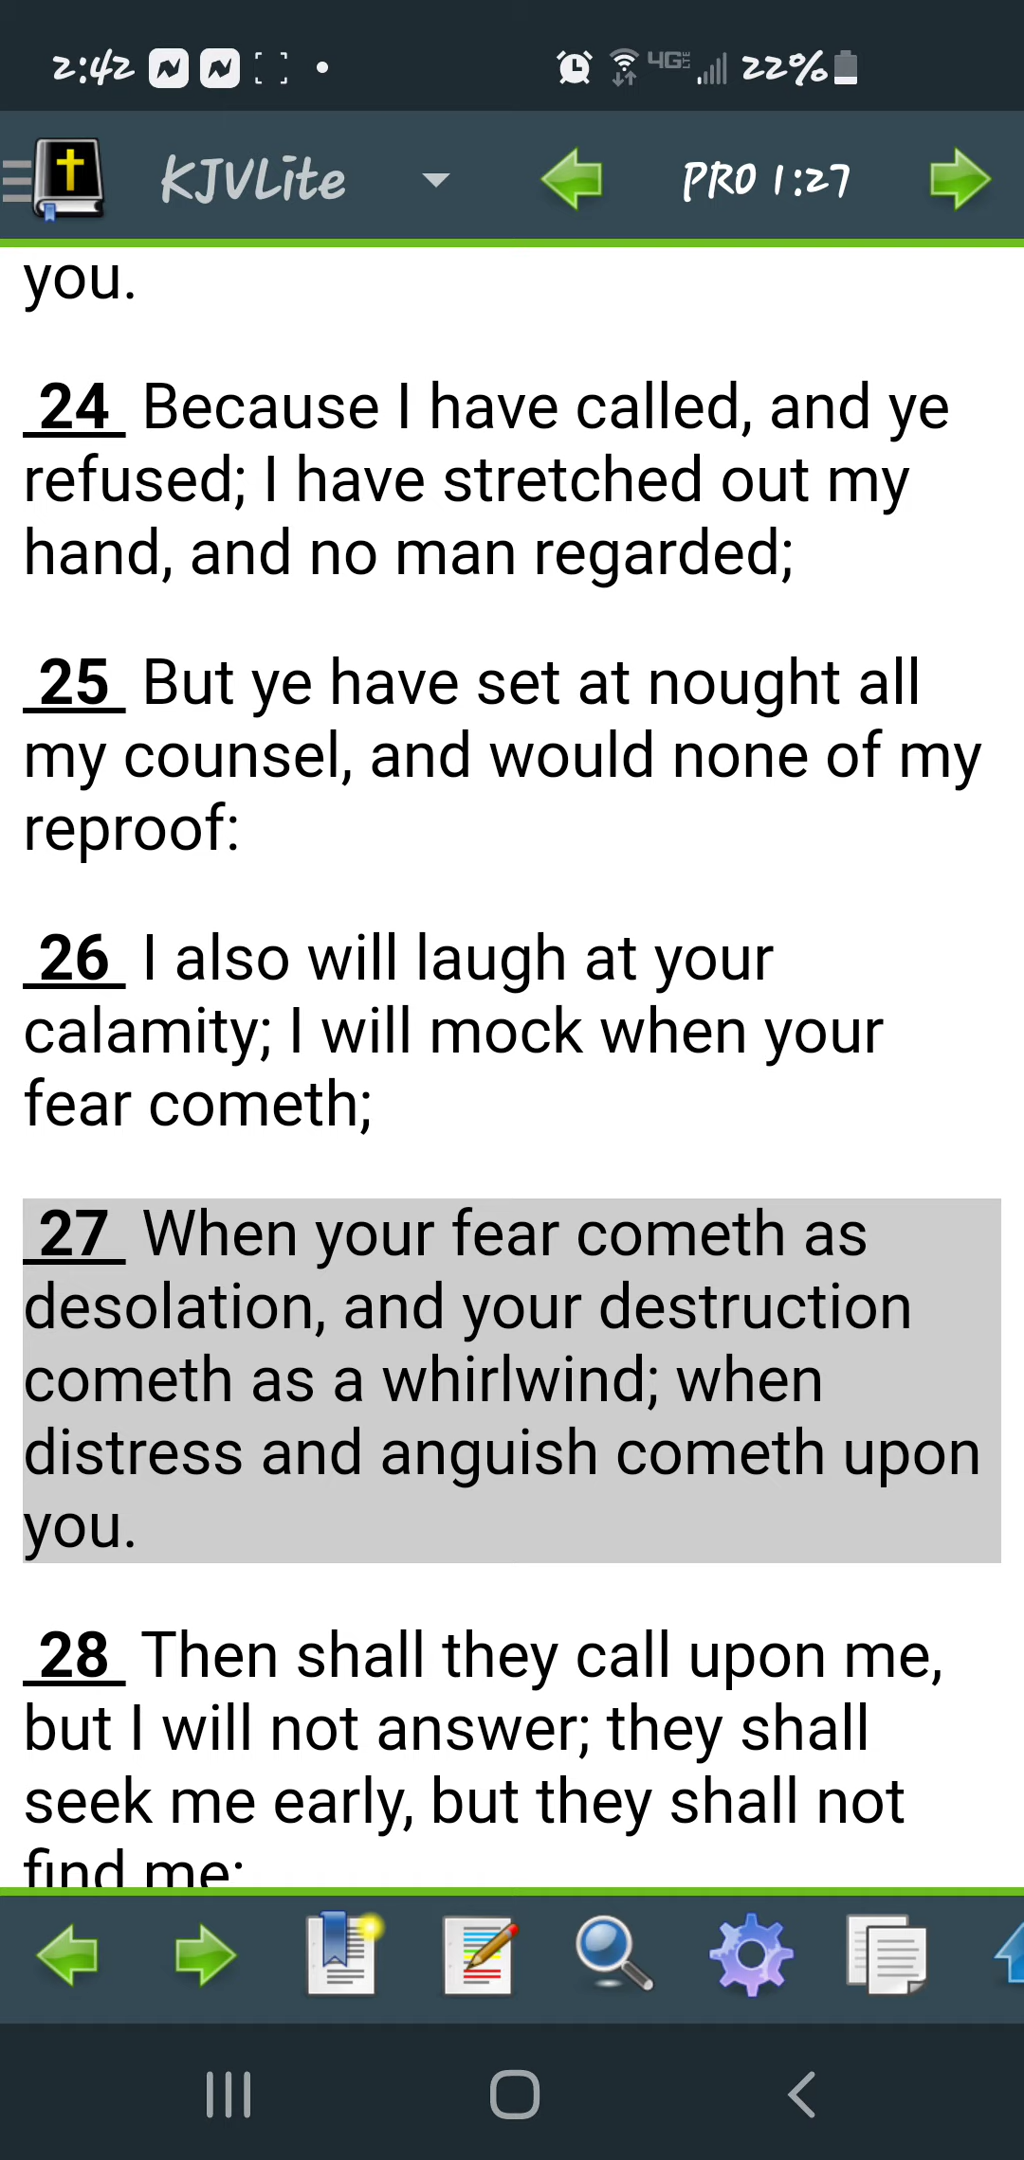 2:42 4GE LTE 22%
KJVLite PRO 1:27
you.
24 Because I have called, and ye
refused; I have stretched out my
hand, and no man regarded;
25 But ye have set at nought all
my counsel, and would none of my
reproof:
26 I also will laugh at your
calamity; I will mock when your
fear cometh;
27 When your fear cometh as
desolation, and your destruction
cometh as a whirlwind; when
distress and anguish cometh upon
you.
28 Then shall they call upon me,
but I will not answer; they shall
seek me early, but they shall not
find me: